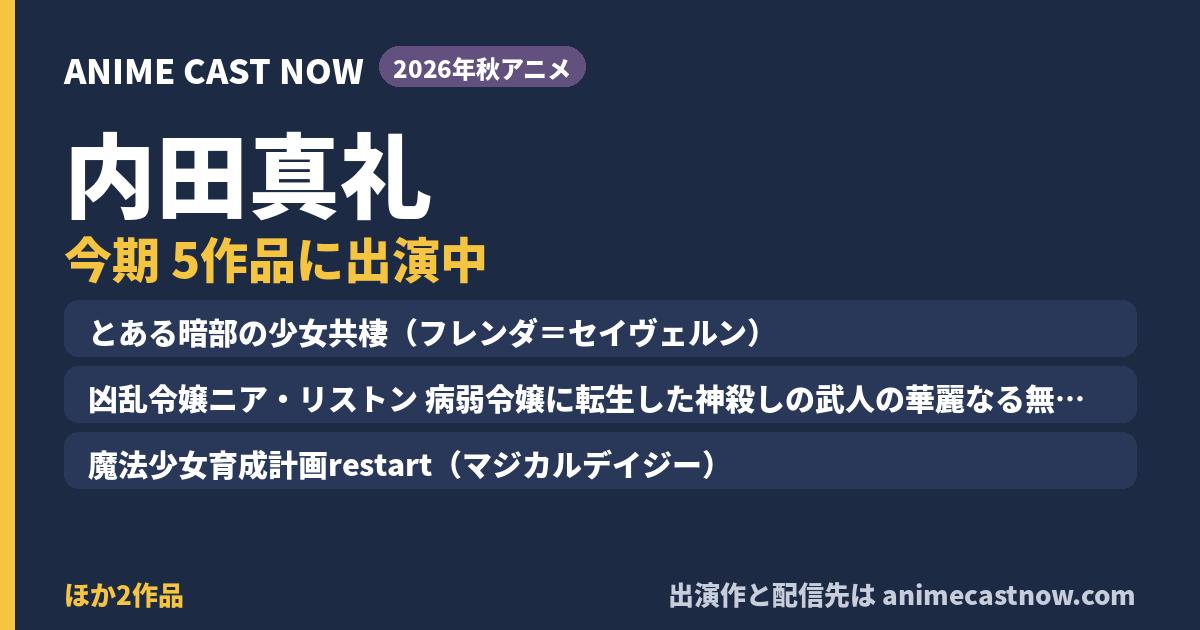 ANIME CAST NOW 2026年秋アニメ
内田真礼
今期 5作品に出演中
とある暗部の少女共棲（フレンダ＝セイヴェルン）
凶乱令嬢ニア・リストン 病弱令嬢に転生した神殺しの武人の華麗なる無…
魔法少女育成計画restart（マジカルデイジー）
ほか2作品
出演作と配信先は animecastnow.com